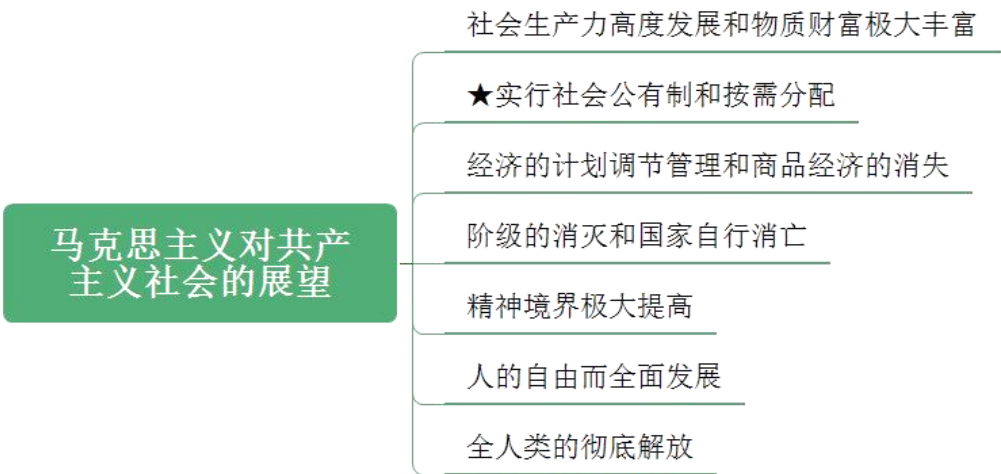 社会生产力高度发展和物质财富极大丰富
★实行社会公有制和按需分配
经济的计划调节管理和商品经济的消失
马克思主义对共产
主义社会的展望
阶级的消灭和国家自行消亡
精神境界极大提高
人的自由而全面发展
全人类的彻底解放